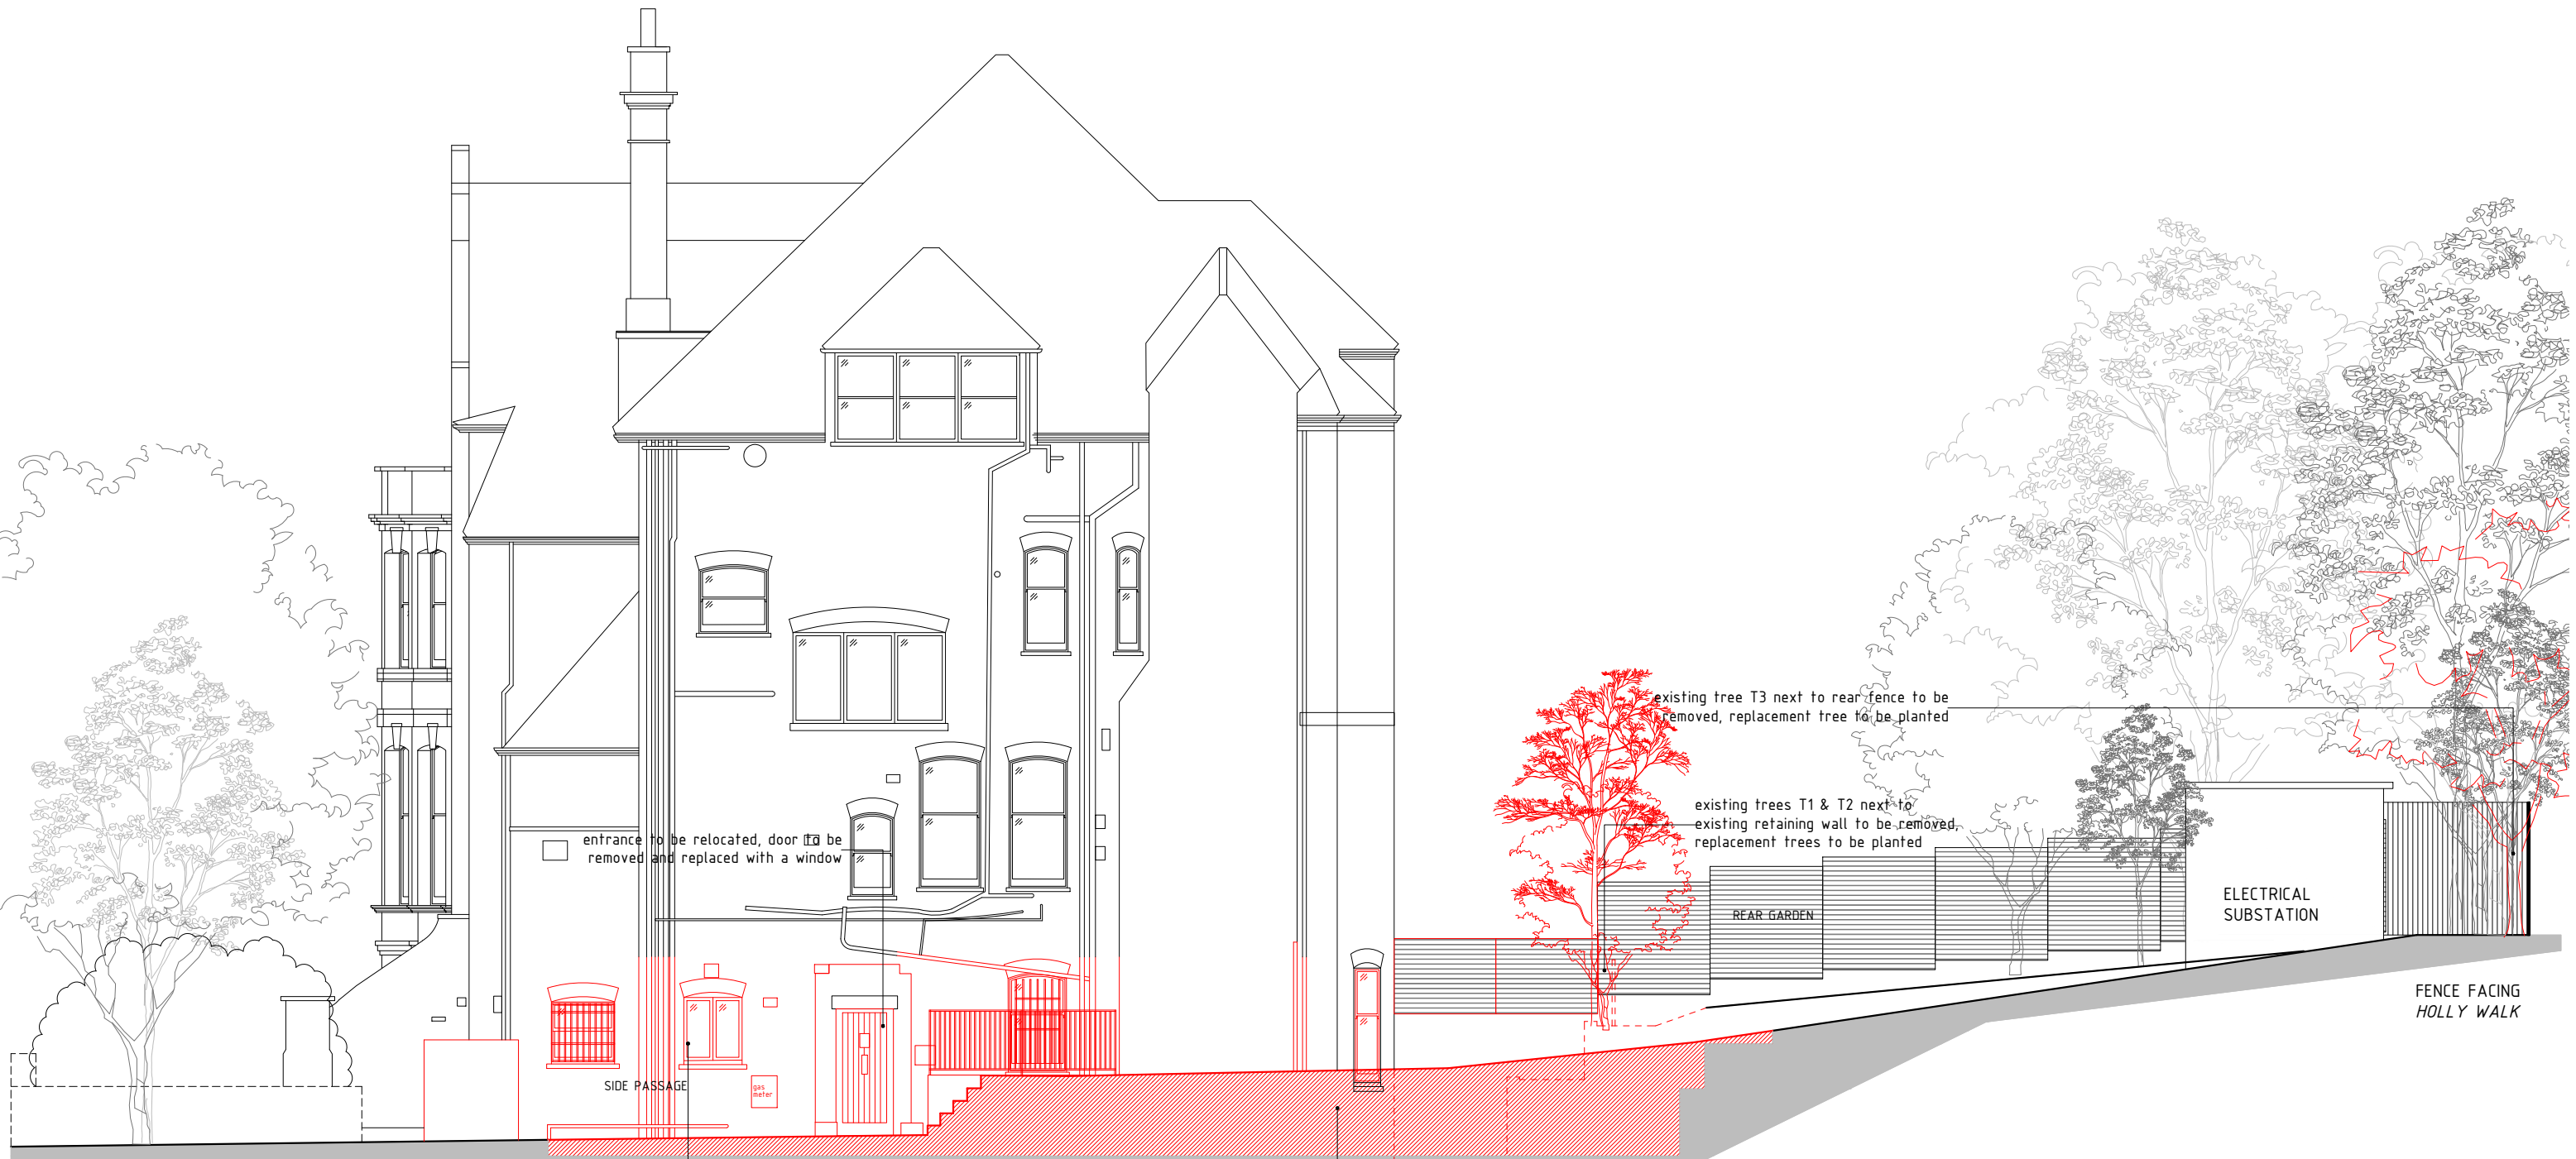 existing tree T3 next to rear fence to be
removed, replacement tree to be planted
existing trees T1 & T2 next to
existing retaining wall to be removed,
replacement trees to be planted
entrance to be relocated, door to be
removed and replaced with a window
REAR GARDEN
ELECTRICAL
SUBSTATION
FENCE FACING
HOLLY WALK
SIDE PASSAGE
gas
meter